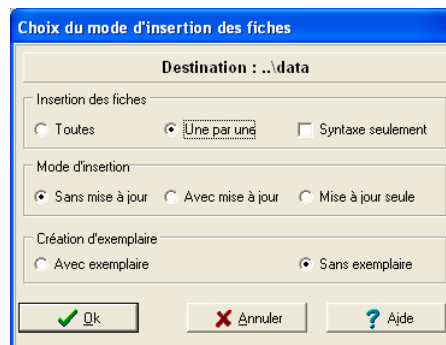 Choix du mode d'insertion des fiches
Destination : ..\data
Insertion des fiches
Toutes Une par une Syntaxe seulement
Mode d'insertion
Sans mise à jour Avec mise à jour Mise à jour seule
Création d'exemplaire
Avec exemplaire Sans exemplaire
Ok Annuler Aide